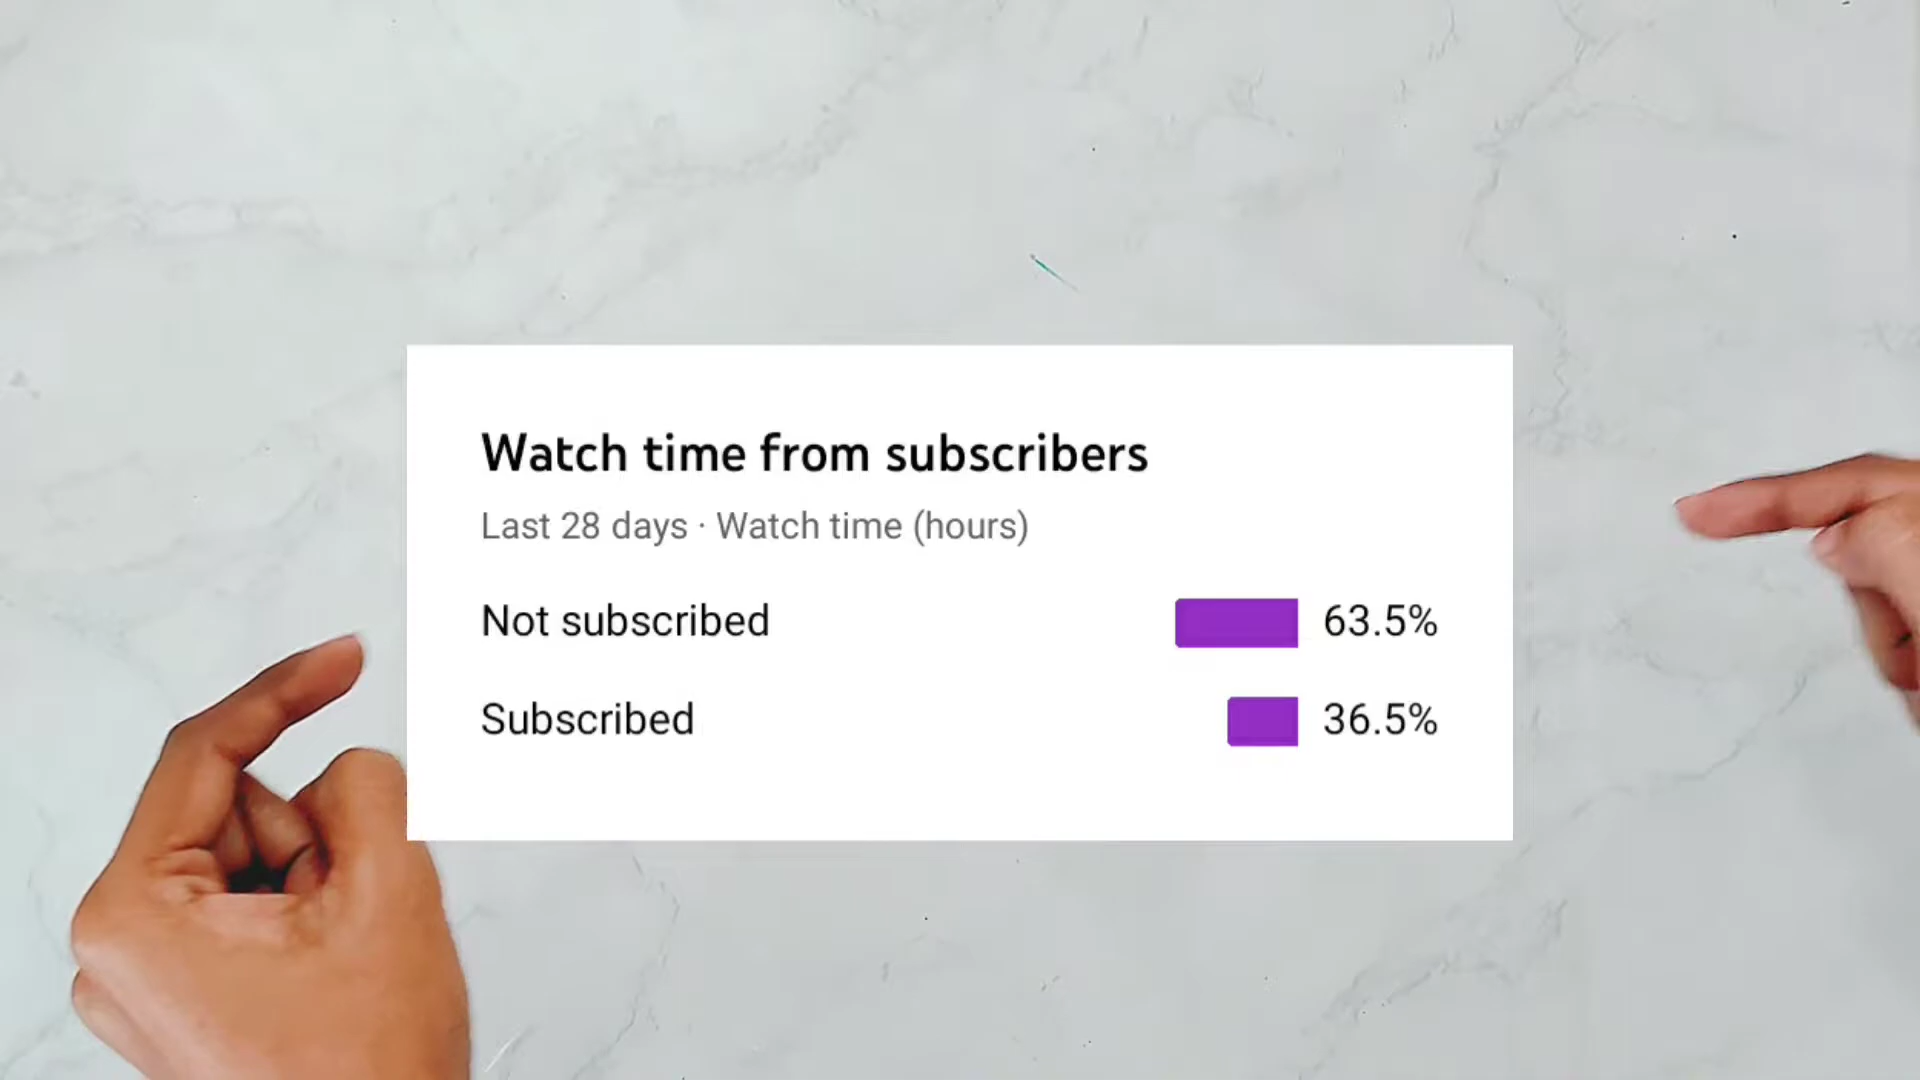 Watch time from subscribers
Last 28 days · Watch time (hours)
Not subscribed 63.5%
Subscribed 36.5%